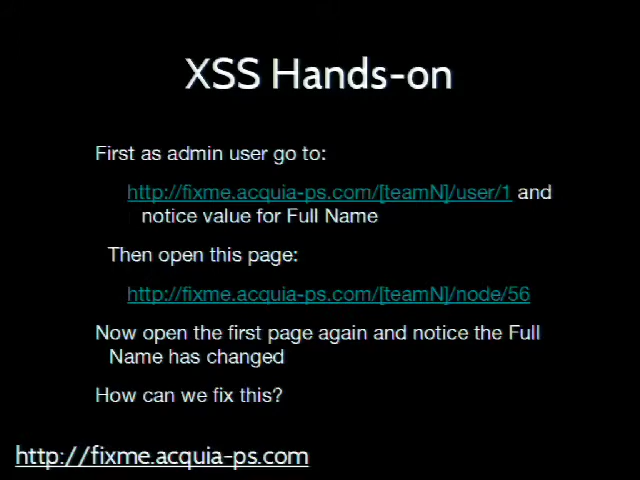 XSS Hands-on
First as admin user go to:
http://fixme.acquia-ps.com/[teamN]/user/1 and
notice value for Full Name
Then open this page:
http://fixme.acquia-ps.com/[teamN]/node/56
Now open the first page again and notice the Full
Name has changed
How can we fix this?
http://fixme.acquia-ps.com